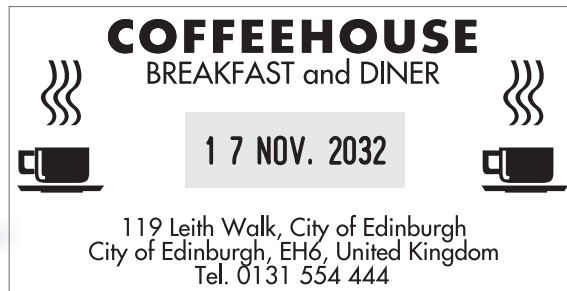 COFFEEHOUSE
BREAKFAST and DINER
1 7 NOV. 2032
119 Leith Walk, City of Edinburgh
City of Edinburgh, EH6, United Kingdom
Tel. 0131 554 444